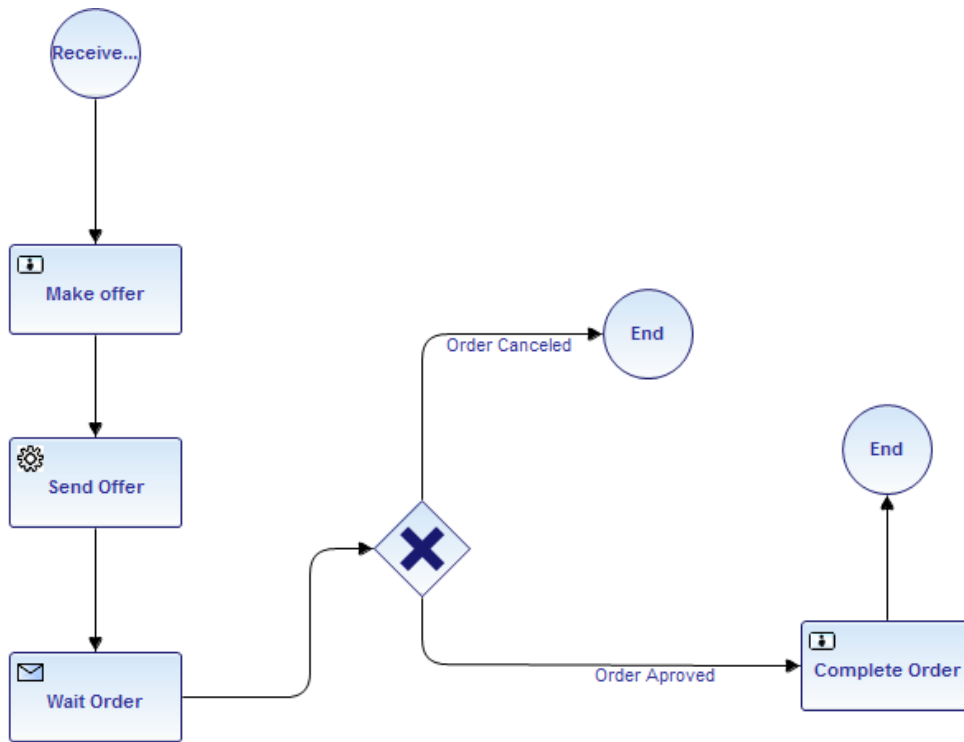 Receive...
Make offer
Send Offer
Wait Order
Order Canceled
End
Order Aproved
Complete Order
End